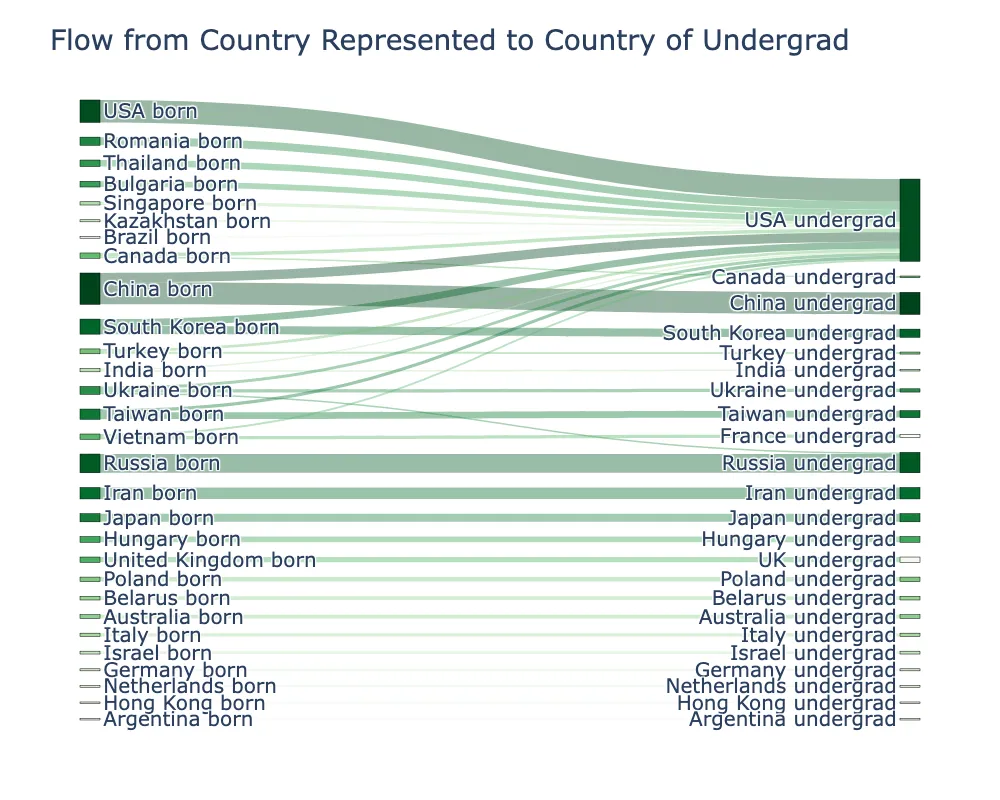 Flow from Country Represented to Country of Undergrad
USA born
Romania born
Thailand born
Bulgaria born
Singapore born
Kazakhstan born
Brazil born
Canada born
China born
South Korea born
Turkey born
India born
Ukraine born
Taiwan born
Vietnam born
Russia born
Iran born
Japan born
Hungary born
United Kingdom born
Poland born
Belarus born
Australia born
Italy born
Israel born
Germany born
Netherlands born
Hong Kong born
Argentina born
USA undergrad
Canada undergrad
China undergrad
South Korea undergrad
Turkey undergrad
India undergrad
Ukraine undergrad
Taiwan undergrad
France undergrad
Russia undergrad
Iran undergrad
Japan undergrad
Hungary undergrad
UK undergrad
Poland undergrad
Belarus undergrad
Australia undergrad
Italy undergrad
Israel undergrad
Germany undergrad
Netherlands undergrad
Hong Kong undergrad
Argentina undergrad